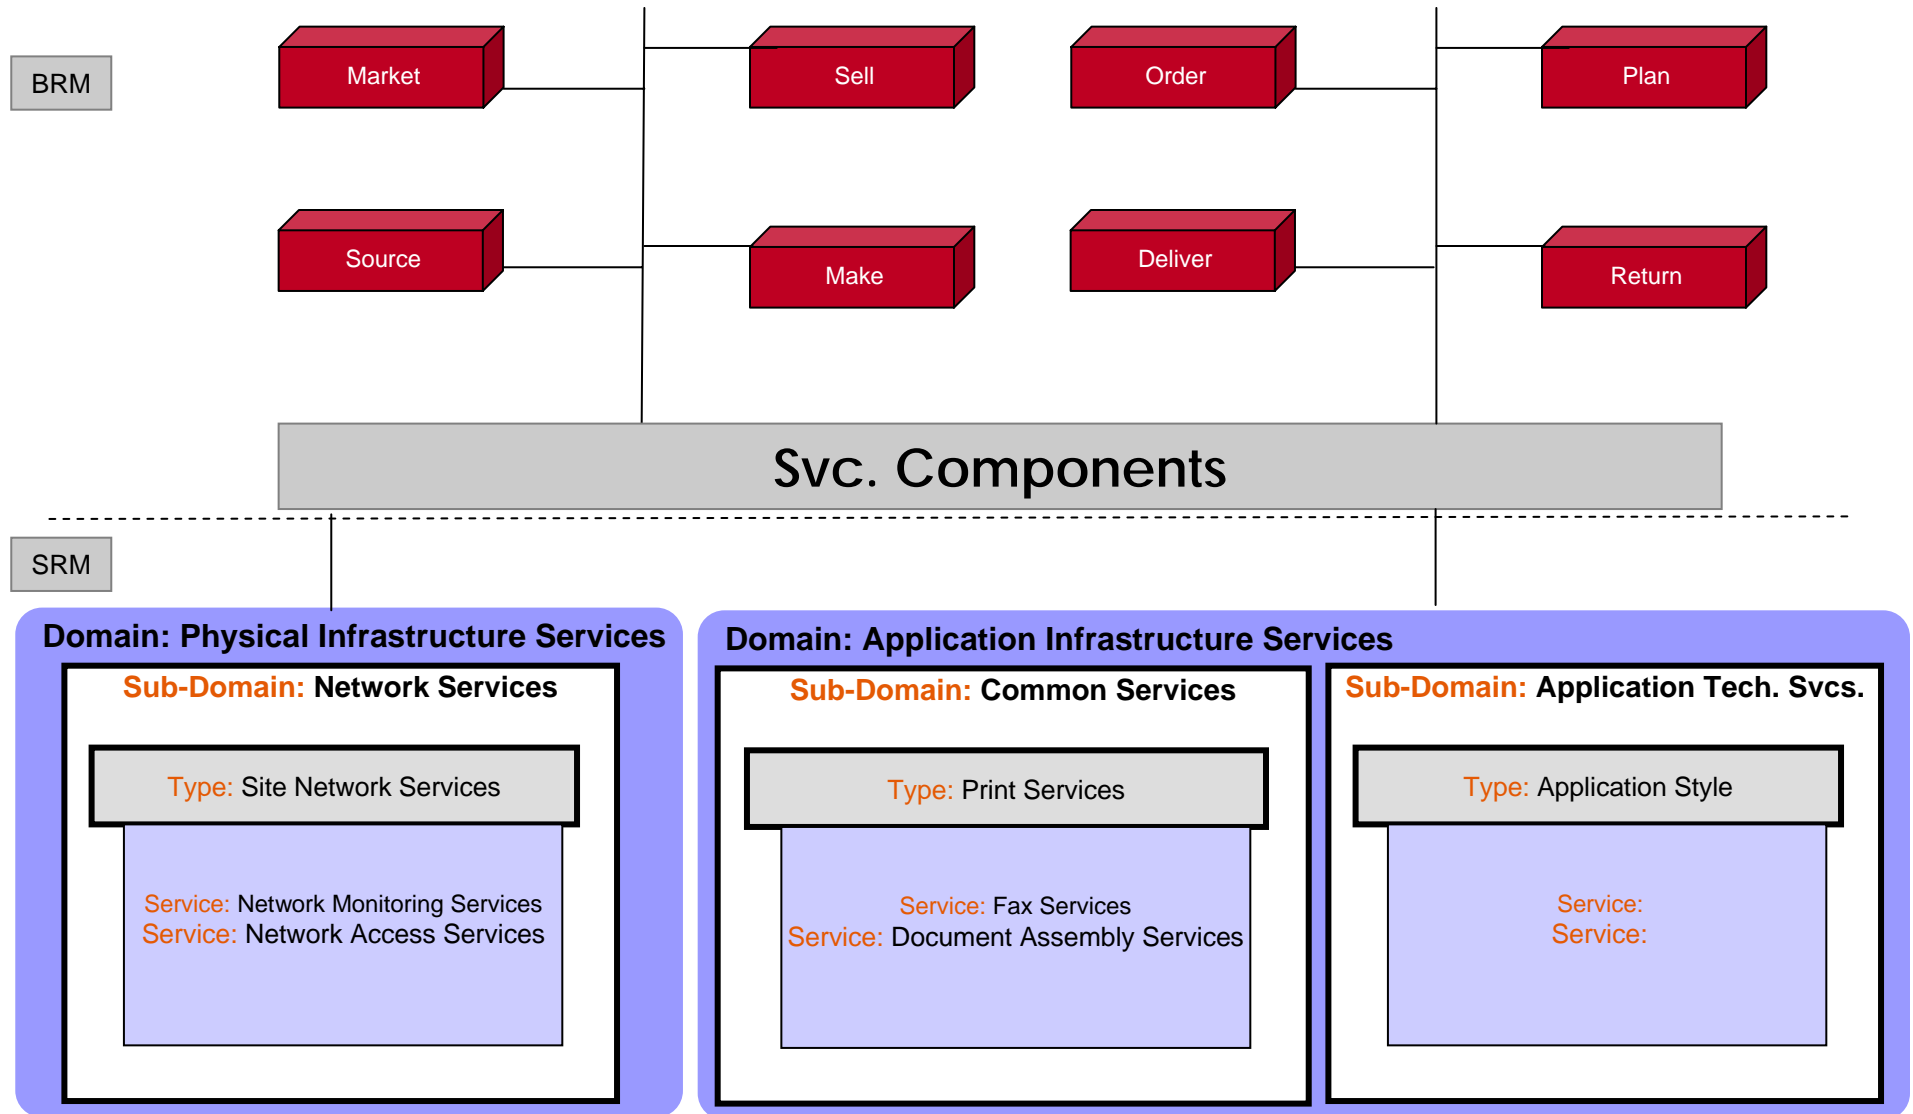 BRM
Market
Sell
Order
Plan
Source
Make
Deliver
Return
Svc. Components
SRM
Domain: Physical Infrastructure Services
Sub-Domain: Network Services
Type: Site Network Services
Service: Network Monitoring Services
Service: Network Access Services
Domain: Application Infrastructure Services
Sub-Domain: Common Services
Type: Print Services
Service: Fax Services
Service: Document Assembly Services
Sub-Domain: Application Tech. Svcs.
Type: Application Style
Service:
Service: